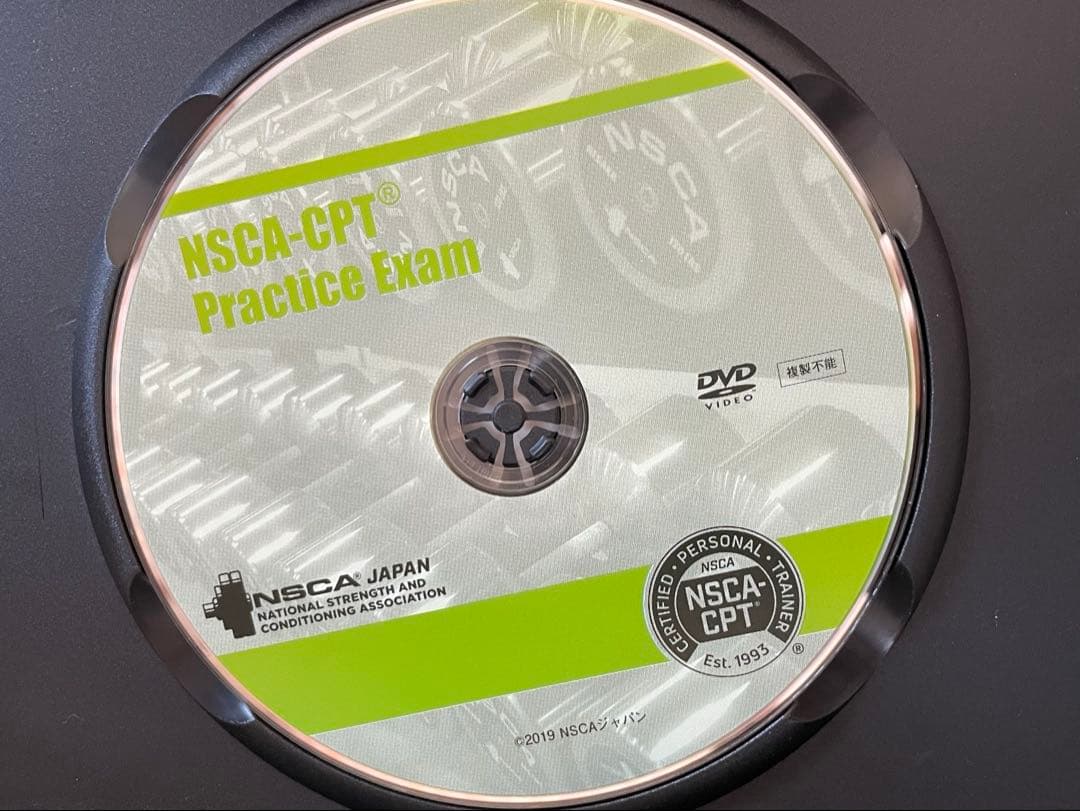 NSCA-CPT®
Practice Exam
NSCA
DVD
VIDEO
複製不能
NSCA® JAPAN
NATIONAL STRENGTH AND
CONDITIONING ASSOCIATION
CERTIFIED • PERSONAL • TRAINER
NSCA
NSCA-
CPT®
Est. 1993
®
©2019 NSCAジャパン